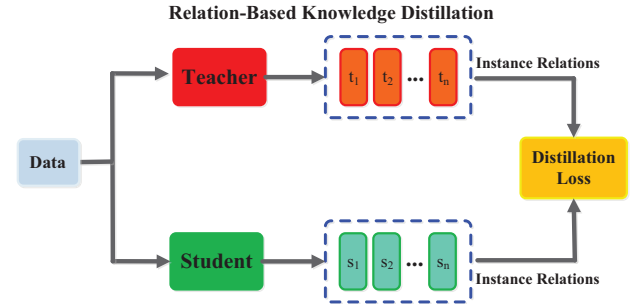 Relation-Based Knowledge Distillation
Teacher
t₁ t₂ ... tₙ
Instance Relations
Data
Distillation
Loss
Student
s₁ s₂ ... sₙ
Instance Relations